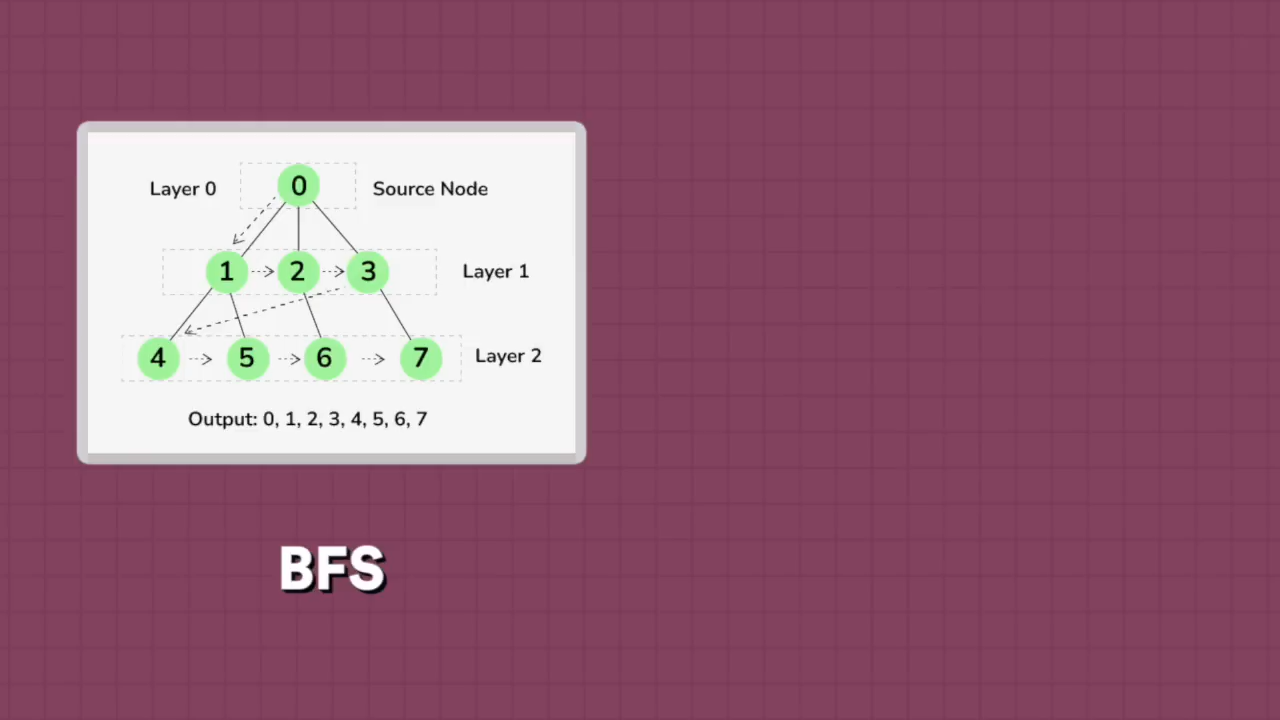 0
Layer 0
Source Node
1 2 3
Layer 1
4 5 6 7
Layer 2
Output: 0, 1, 2, 3, 4, 5, 6, 7
BFS